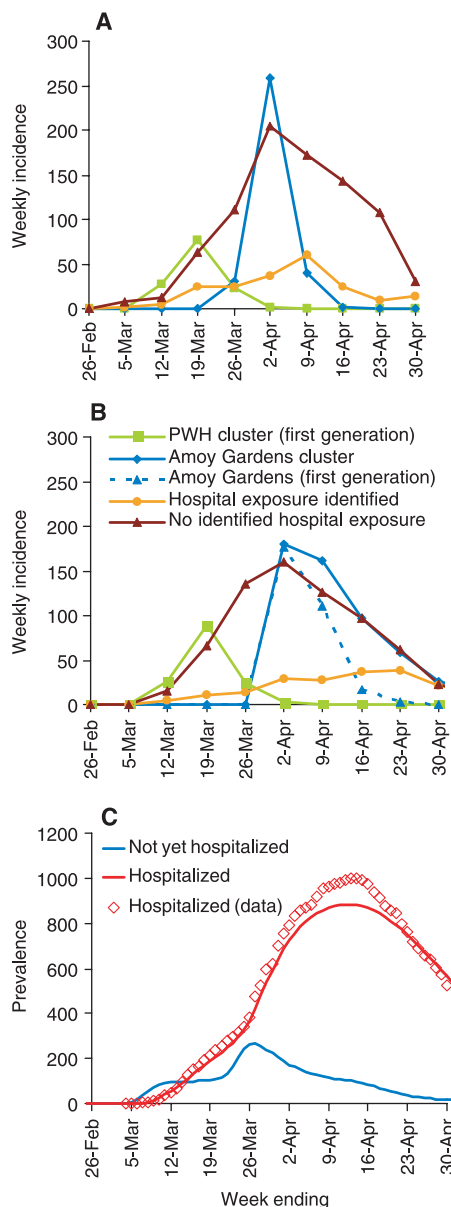 A
300
250
200
150
100
50
0
Weekly incidence
26-Feb
5-Mar
12-Mar
19-Mar
26-Mar
2-Apr
9-Apr
16-Apr
23-Apr
30-Apr
B
300
250
200
150
100
50
0
Weekly incidence
PWH cluster (first generation)
Amoy Gardens cluster
Amoy Gardens (first generation)
Hospital exposure identified
No identified hospital exposure
26-Feb
5-Mar
12-Mar
19-Mar
26-Mar
2-Apr
9-Apr
16-Apr
23-Apr
30-Apr
C
1200
1000
800
600
400
200
0
Prevalence
Not yet hospitalized
Hospitalized
Hospitalized (data)
26-Feb
5-Mar
12-Mar
19-Mar
26-Mar
2-Apr
9-Apr
16-Apr
23-Apr
30-Apr
Week ending